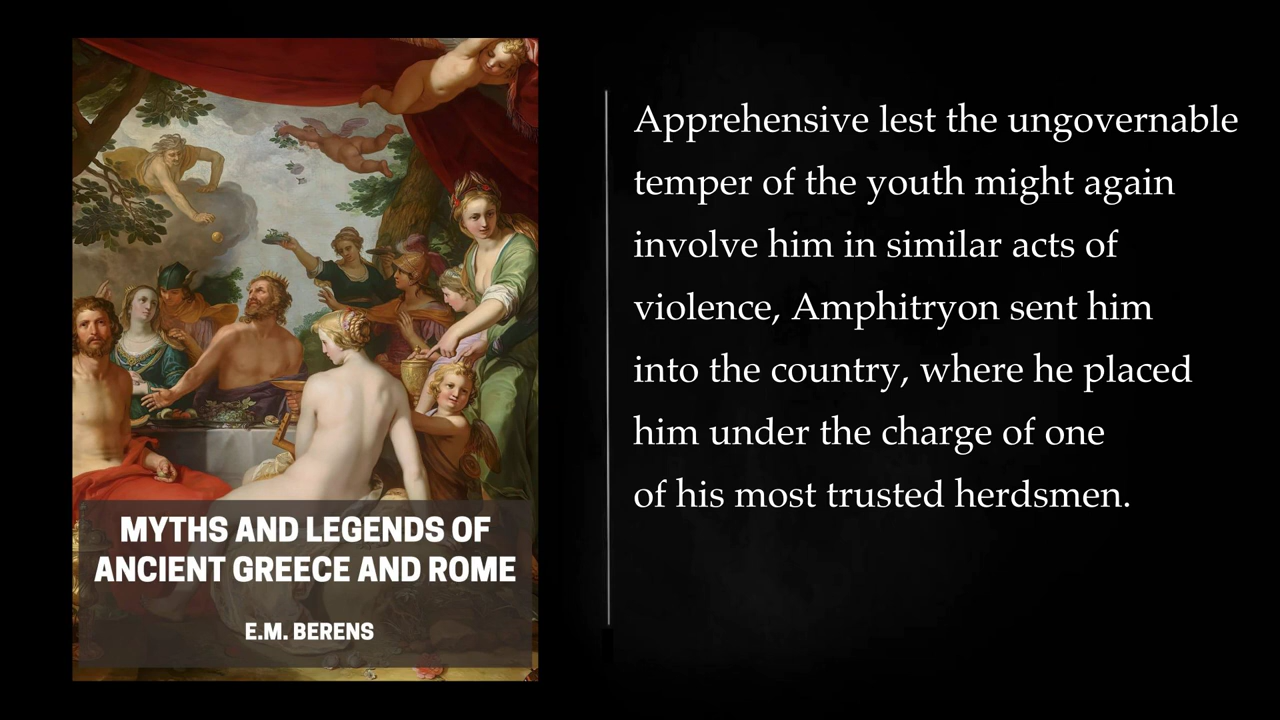 MYTHS AND LEGENDS OF
ANCIENT GREECE AND ROME
E.M. BERENS
Apprehensive lest the ungovernable
temper of the youth might again
involve him in similar acts of
violence, Amphitryon sent him
into the country, where he placed
him under the charge of one
of his most trusted herdsmen.